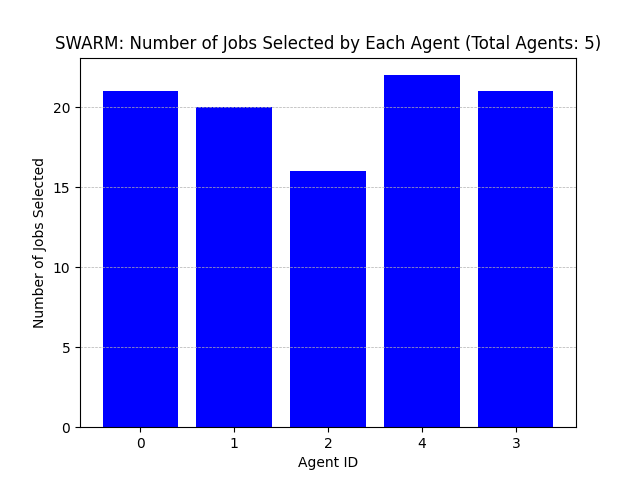 SWARM: Number of Jobs Selected by Each Agent (Total Agents: 5)
Number of Jobs Selected
20
15
10
5
0
0 1 2 4 3
Agent ID